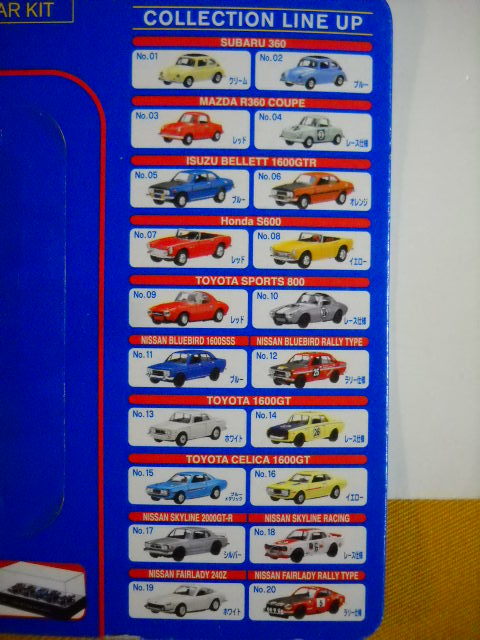 AR KIT
COLLECTION LINE UP
SUBARU 360
No.01 クリーム
No.02 ブルー
MAZDA R360 COUPE
No.03 レッド
No.04 レース仕様
ISUZU BELLETT 1600GTR
No.05 ブルー
No.06 オレンジ
Honda S600
No.07 レッド
No.08 イエロー
TOYOTA SPORTS 800
No.09 レッド
No.10 レース仕様
NISSAN BLUEBIRD 1600SSS
NISSAN BLUEBIRD RALLY TYPE
No.11 ブルー
No.12 ラリー仕様
TOYOTA 1600GT
No.13 ホワイト
No.14 レース仕様
TOYOTA CELICA 1600GT
No.15 ブルーメタリック
No.16 イエロー
NISSAN SKYLINE 2000GT-R
NISSAN SKYLINE RACING
No.17 シルバー
No.18 レース仕様
NISSAN FAIRLADY 240Z
NISSAN FAIRLADY RALLY TYPE
No.19 ホワイト
No.20 ラリー仕様